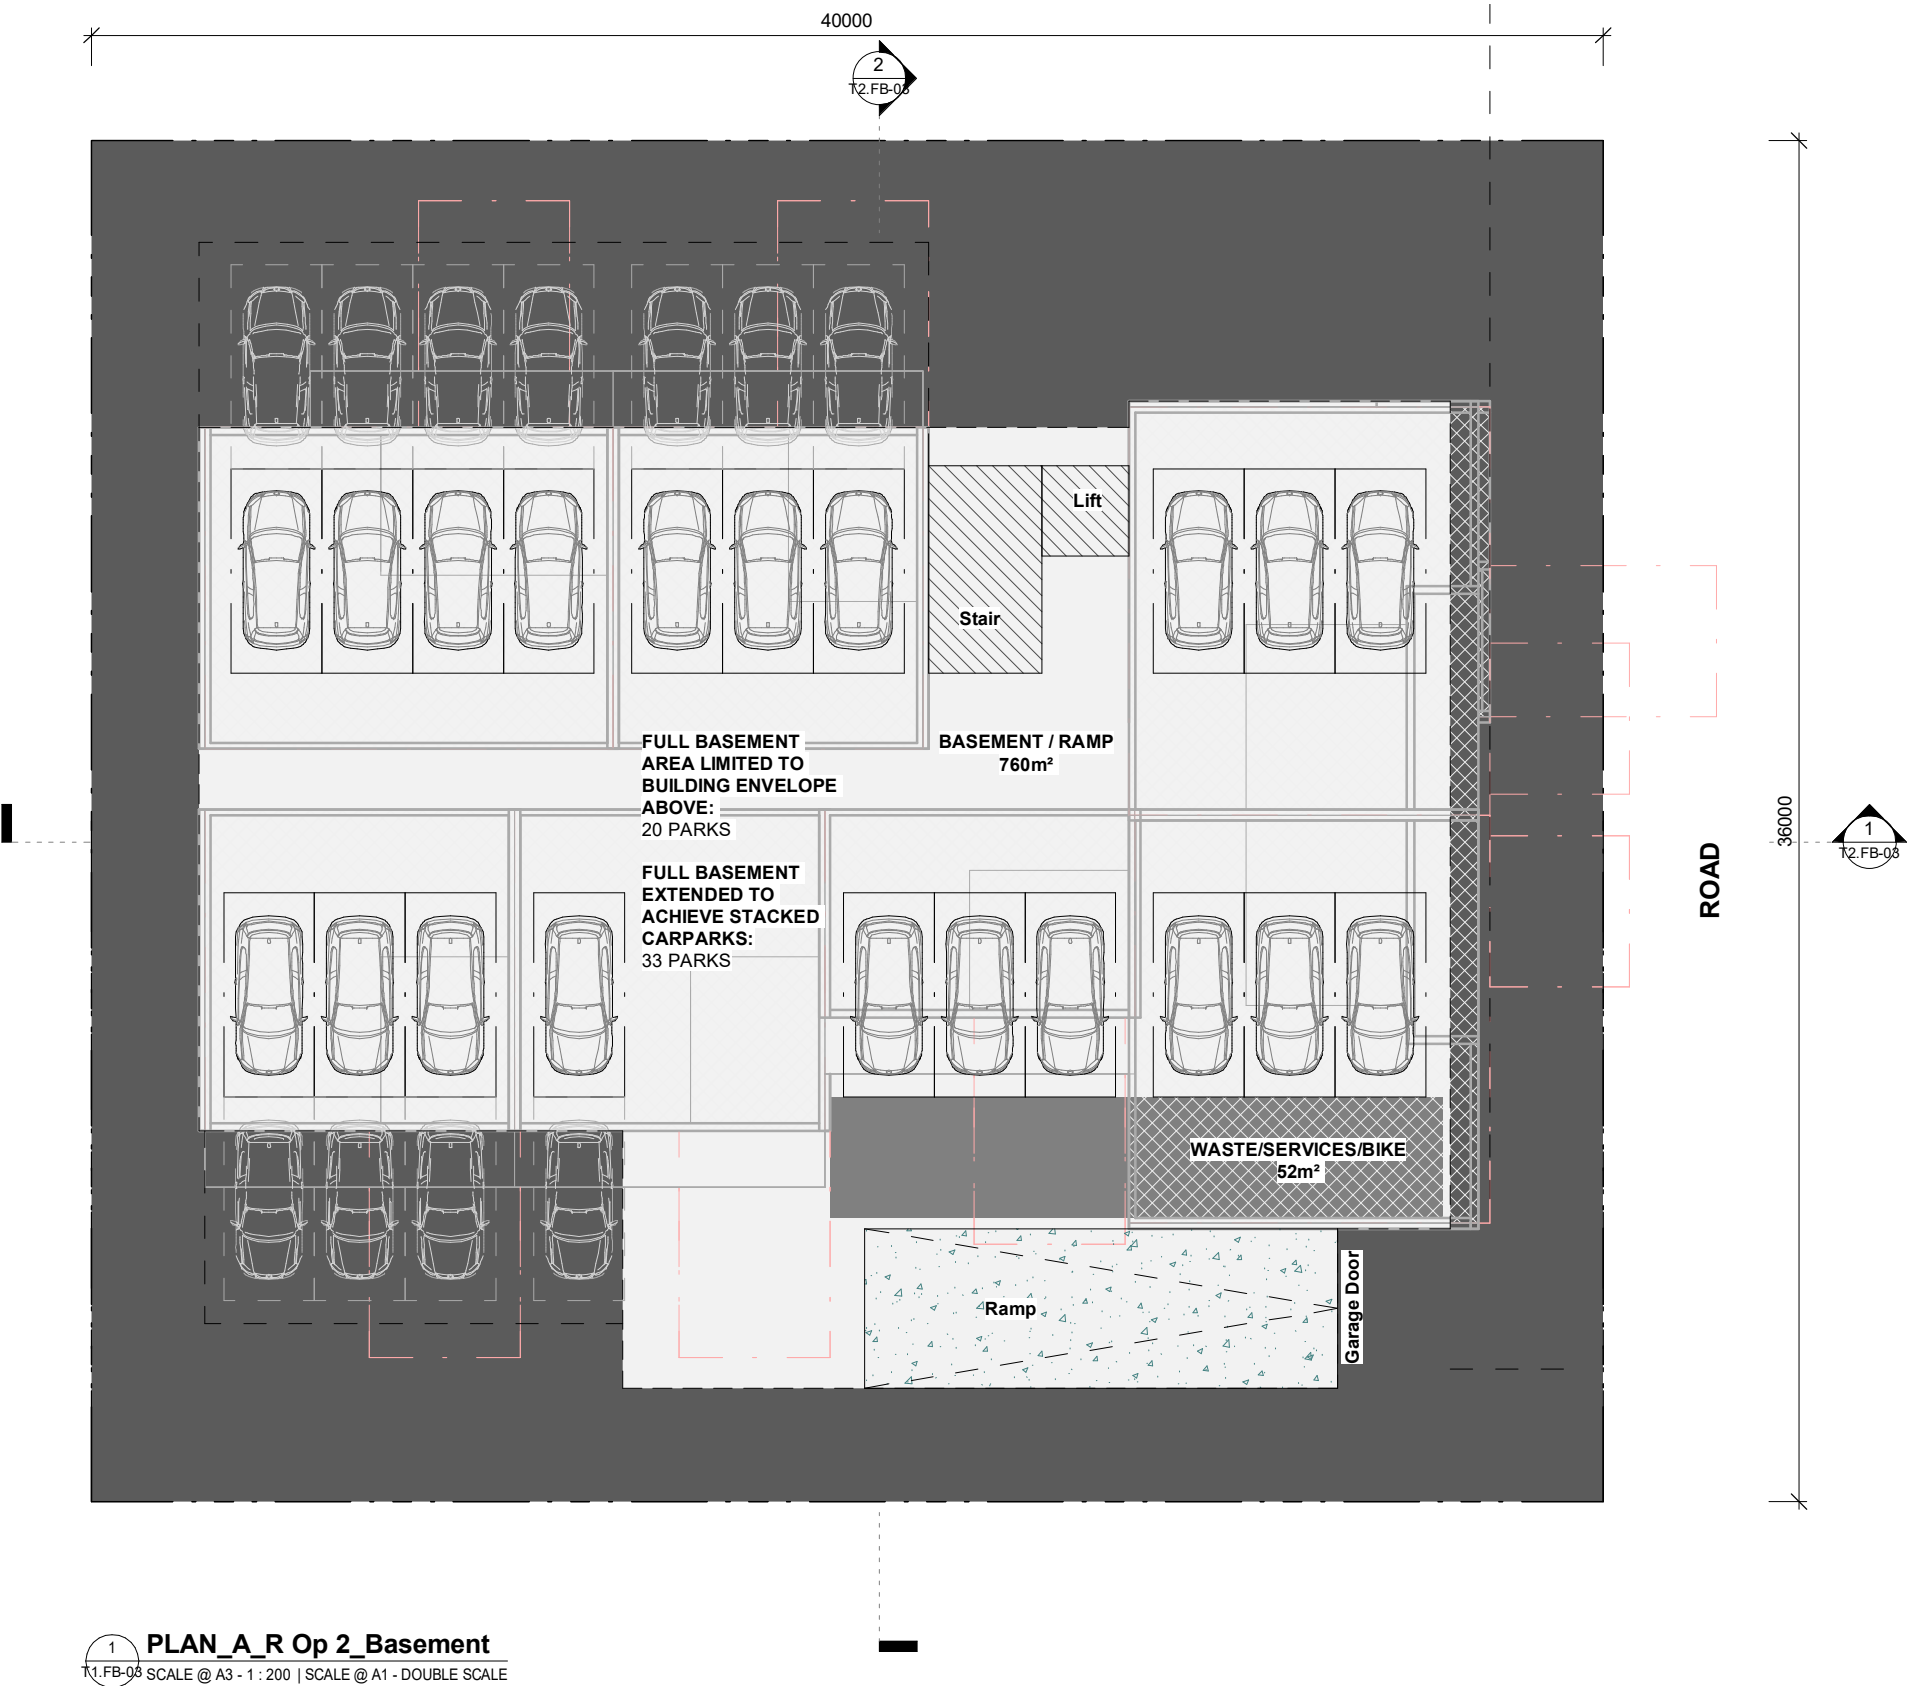 40000
2
T2.FB-03
Lift
Stair
FULL BASEMENT
AREA LIMITED TO
BUILDING ENVELOPE
ABOVE:
20 PARKS
BASEMENT / RAMP
760m²
FULL BASEMENT
EXTENDED TO
ACHIEVE STACKED
CARPARKS:
33 PARKS
ROAD
36000
1
T2.FB-03
WASTE/SERVICES/BIKE
52m²
Ramp
Garage Door
1
T1.FB-03
PLAN_A_R Op 2_Basement
SCALE @ A3 - 1 : 200 | SCALE @ A1 - DOUBLE SCALE